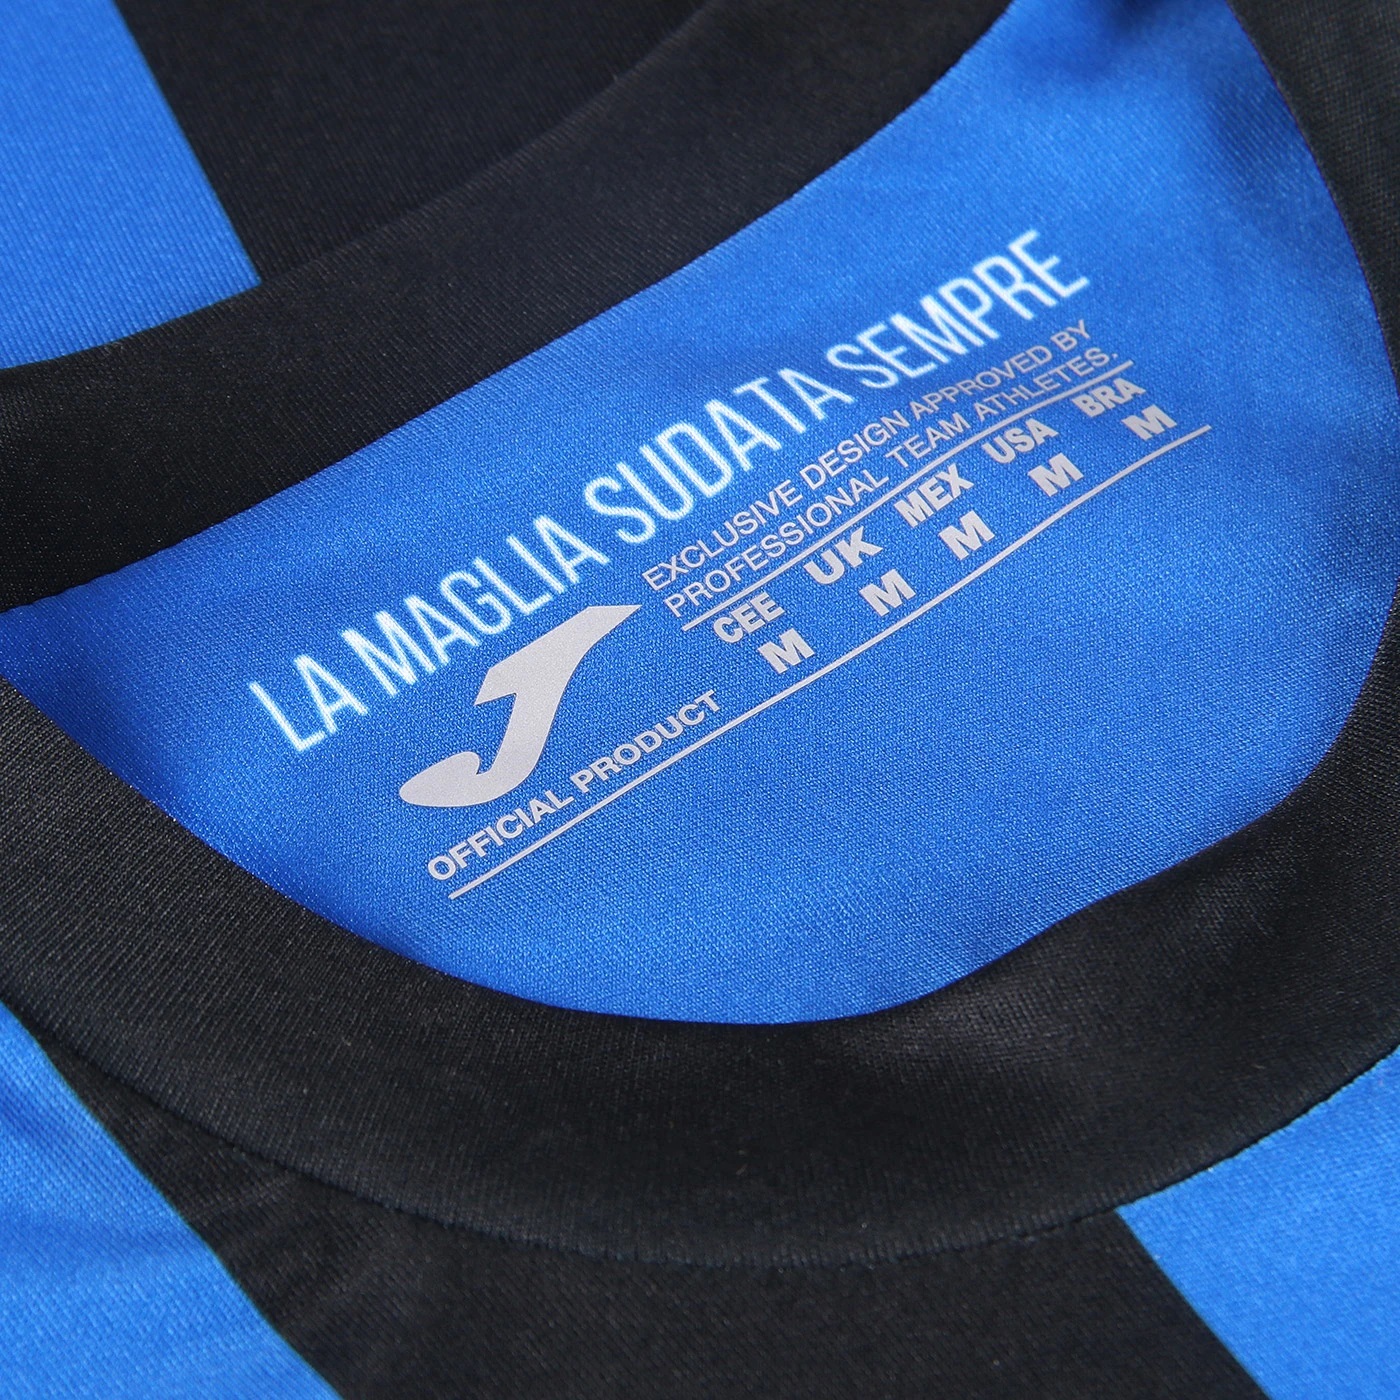 LA MAGLIA SUDATA SEMPRE
EXCLUSIVE DESIGN APPROVED BY
PROFESSIONAL TEAM ATHLETES.
CEE UK MEX USA BRA
M M M M M
OFFICIAL PRODUCT